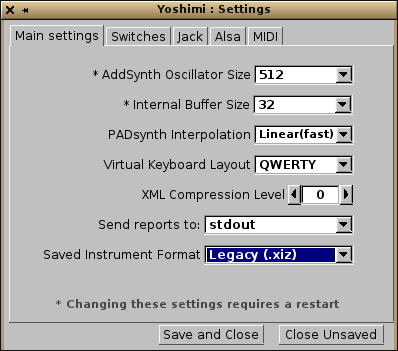 Yoshimi : Settings
Main settings Switches Jack Alsa MIDI
* AddSynth Oscillator Size 512
* Internal Buffer Size 32
PADsynth Interpolation Linear(fast)
Virtual Keyboard Layout QWERTY
XML Compression Level 0
Send reports to: stdout
Saved Instrument Format Legacy (.xiz)
* Changing these settings requires a restart
Save and Close Close Unsaved